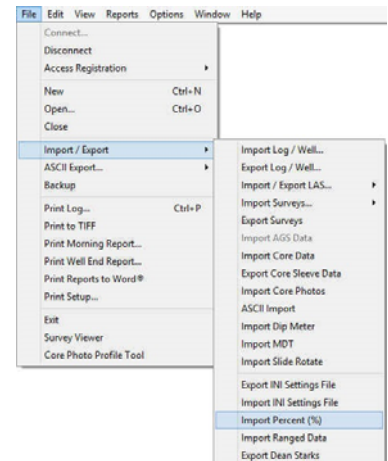 File Edit View Reports Options Window Help
Connect...
Disconnect
Access Registration
New Ctrl+N
Open... Ctrl+O
Close
Import / Export
ASCII Export...
Backup
Print Log... Ctrl+P
Print to TIFF
Print Morning Report...
Print Well End Report...
Print Reports to Word®
Print Setup...
Exit
Survey Viewer
Core Photo Profile Tool
Import Log / Well...
Export Log / Well...
Import / Export LAS...
Import Surveys...
Export Surveys
Import AGS Data
Import Core Data
Export Core Sleeve Data
Import Core Photos
ASCII Import
Import Dip Meter
Import MDT
Import Slide Rotate
Export INI Settings File
Import INI Settings File
Import Percent (%)
Import Ranged Data
Export Dean Starks